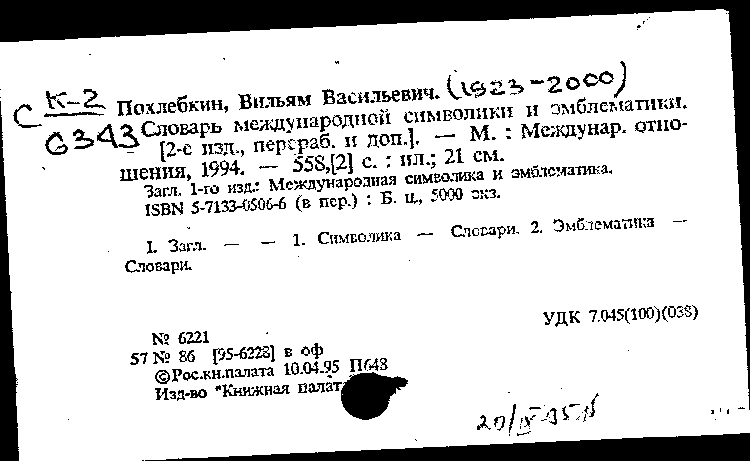 С К-2 Похлебкин, Вильям Васильевич. (1923-2000)
6343 Словарь международной символики и эмблематики.
— [2-е изд., перераб. и доп.]. — М. : Междунар. отно-
шения, 1994. — 558,[2] с. : ил.; 21 см.
Загл. 1-го изд.: Международная символика и эмблематика.
ISBN 5-7133-0506-6 (в пер.) : Б. ц., 5000 экз.
I. Загл. — — 1. Символика — Словари. 2. Эмблематика —
Словари.
УДК 7.045(100)(038)
№ 6221
57 № 86 [95-6228] в оф
©Рос.кн.палата 10.04.95 П648
Изд-во "Книжная палат